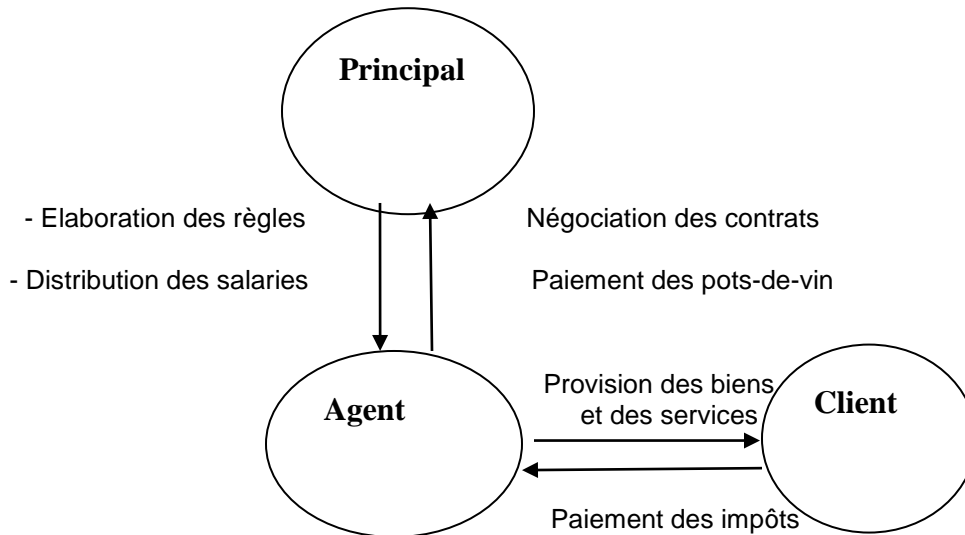 Principal
- Elaboration des règles
Négociation des contrats
- Distribution des salaries
Paiement des pots-de-vin
Agent
Provision des biens
et des services
Client
Paiement des impôts